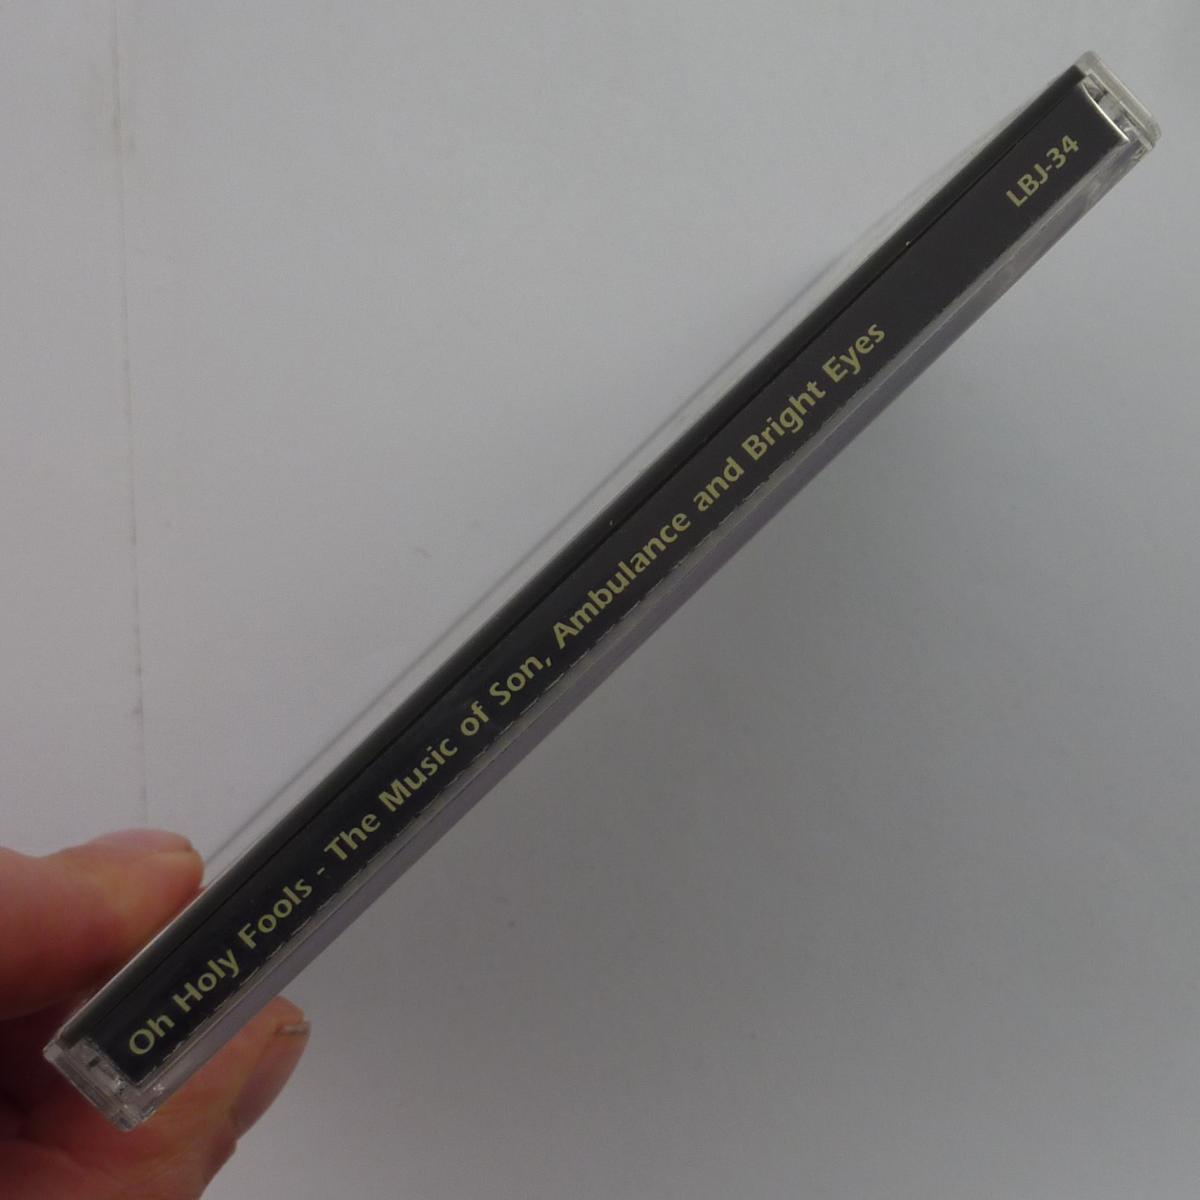 Oh Holy Fools - The Music of Son, Ambulance and Bright Eyes
LBJ-34